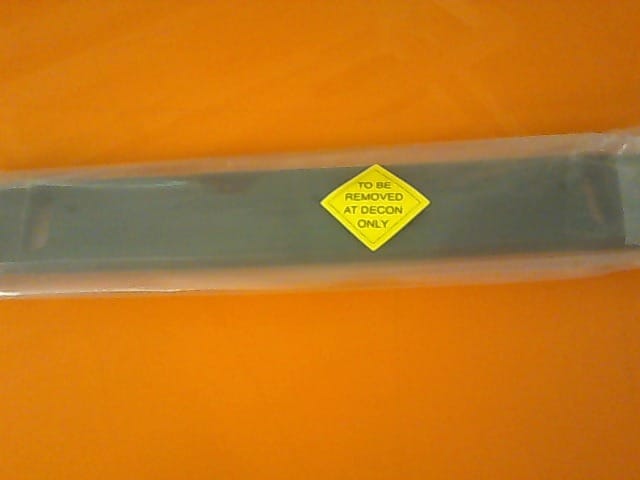 TO BE
REMOVED
AT DECON
ONLY